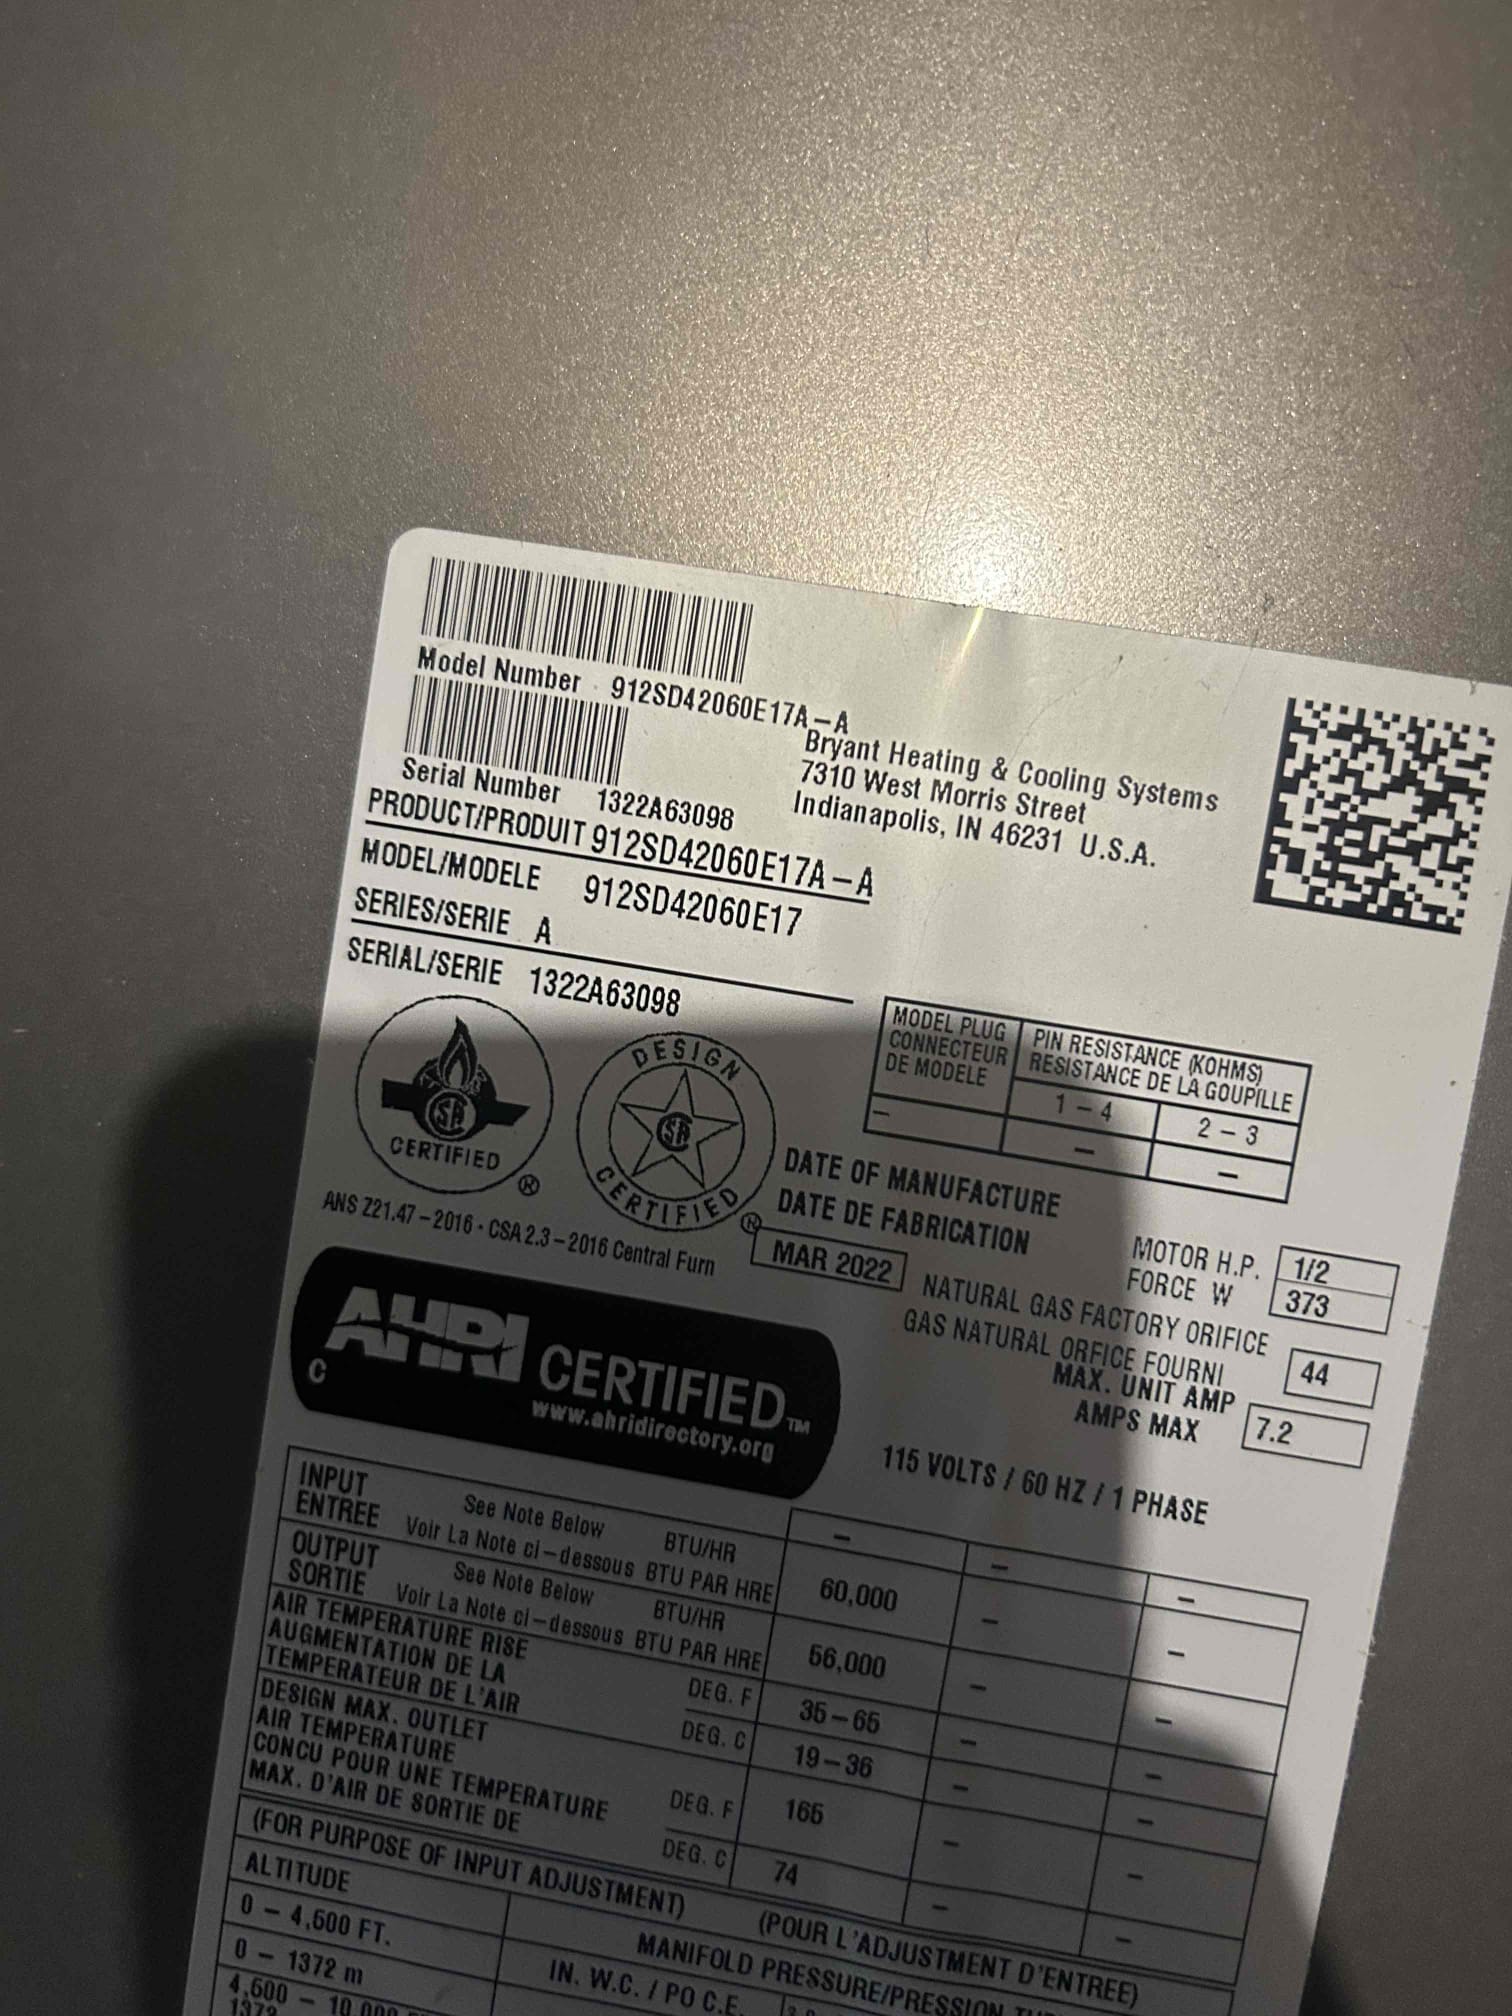 Model Number 912SD42060E17A-A
Serial Number 1322A63098
Bryant Heating & Cooling Systems
7310 West Morris Street
Indianapolis, IN 46231 U.S.A.
PRODUCT/PRODUIT 912SD42060E17A-A
MODEL/MODELE 912SD42060E17
SERIES/SERIE A
SERIAL/SERIE 1322A63098
MODEL PLUG
CONNECTEUR
DE MODELE
PIN RESISTANCE (KOHMS)
RESISTANCE DE LA GOUPILLE
1-4 2-3
- - -
CERTIFIED ®
DESIGN CERTIFIED ®
ANS Z21.47-2016 · CSA 2.3-2016 Central Furn
DATE OF MANUFACTURE
DATE DE FABRICATION
MAR 2022
MOTOR H.P. 1/2
FORCE W 373
NATURAL GAS FACTORY ORIFICE
GAS NATURAL ORFICE FOURNI 44
MAX. UNIT AMP
AMPS MAX 7.2
C AHRI CERTIFIED™
www.ahridirectory.org
115 VOLTS / 60 HZ / 1 PHASE
INPUT See Note Below BTU/HR - - -
ENTREE Voir La Note ci-dessous BTU PAR HRE 60,000 - -
OUTPUT See Note Below BTU/HR
SORTIE Voir La Note ci-dessous BTU PAR HRE 56,000 - -
AIR TEMPERATURE RISE DEG. F 35-65 - -
AUGMENTATION DE LA
TEMPERATEUR DE L'AIR DEG. C 19-36 - -
DESIGN MAX. OUTLET
AIR TEMPERATURE DEG. F 165 - -
CONCU POUR UNE TEMPERATURE
MAX. D'AIR DE SORTIE DE DEG. C 74 - -
(FOR PURPOSE OF INPUT ADJUSTMENT) (POUR L'ADJUSTMENT D'ENTREE)
ALTITUDE MANIFOLD PRESSURE/PRESSION
0-4,500 FT. IN. W.C. / PO C.E.
0-1372 m
4,500-10,000
1372